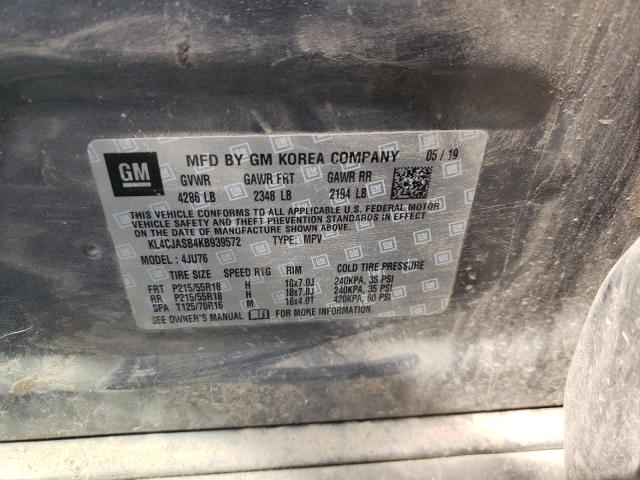 GM MFD BY GM KOREA COMPANY 05 / 19
GVWR GAWR FRT GAWR RR
4286 LB 2348 LB 2194 LB
THIS VEHICLE CONFORMS TO ALL APPLICABLE U.S. FEDERAL MOTOR
VEHICLE SAFETY AND THEFT PREVENTION STANDARDS IN EFFECT ON
THE DATE OF MANUFACTURE SHOWN ABOVE.
KL4CJASB4KB939572 TYPE: MPV
MODEL : 4JU76
TIRE SIZE SPEED RTG RIM COLD TIRE PRESSURE
FRT P215/55R18 H 18x7.0J 240KPA, 35 PSI
RR P215/55R18 H 18x7.0J 240KPA, 35 PSI
SPA T125/70R16 M 16x4.0T 420KPA, 60 PSI
SEE OWNER'S MANUAL FOR MORE INFORMATION.